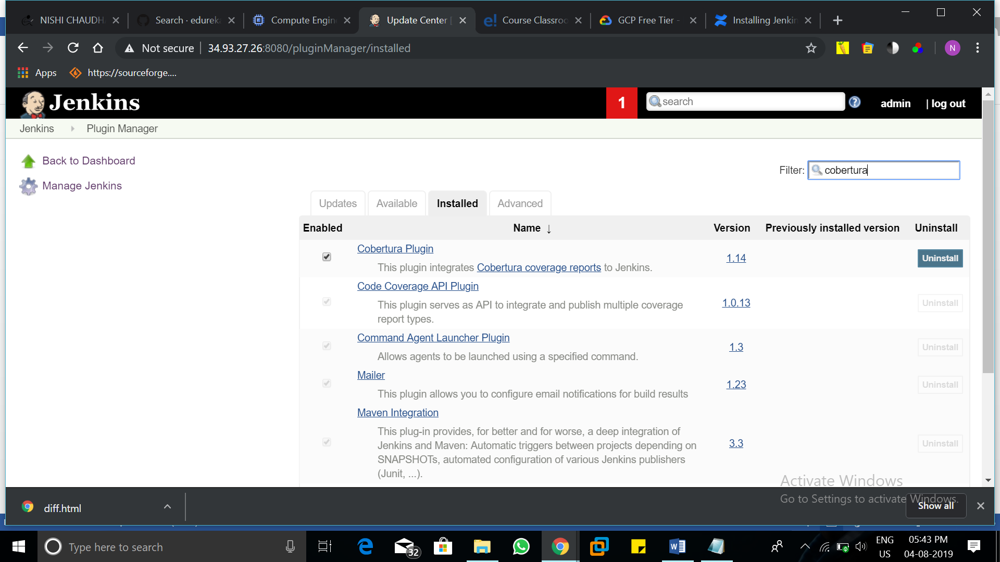 NISHI CHAUDH
Search · edureka
Compute Engin
Update Center [
Course Classroo
GCP Free Tier -
Installing Jenkin
Not secure
34.93.27.26:8080/pluginManager/installed
N
Apps
https://sourceforge....
Jenkins
1
search
admin
| log out
Jenkins
Plugin Manager
Back to Dashboard
Manage Jenkins
Filter:
cobertura
Updates
Available
Installed
Advanced
Enabled
Name ↓
Version
Previously installed version
Uninstall
Cobertura Plugin
This plugin integrates Cobertura coverage reports to Jenkins.
1.14
Uninstall
Code Coverage API Plugin
This plugin serves as API to integrate and publish multiple coverage
report types.
1.0.13
Uninstall
Command Agent Launcher Plugin
Allows agents to be launched using a specified command.
1.3
Uninstall
Mailer
This plugin allows you to configure email notifications for build results
1.23
Uninstall
Maven Integration
This plug-in provides, for better and for worse, a deep integration of
Jenkins and Maven: Automatic triggers between projects depending on
SNAPSHOTs, automated configuration of various Jenkins publishers
(Junit, ...).
3.3
Uninstall
Activate Windows
Go to Settings to activate Windows.
diff.html
Show all
Type here to search
32
ENG
US
05:43 PM
04-08-2019